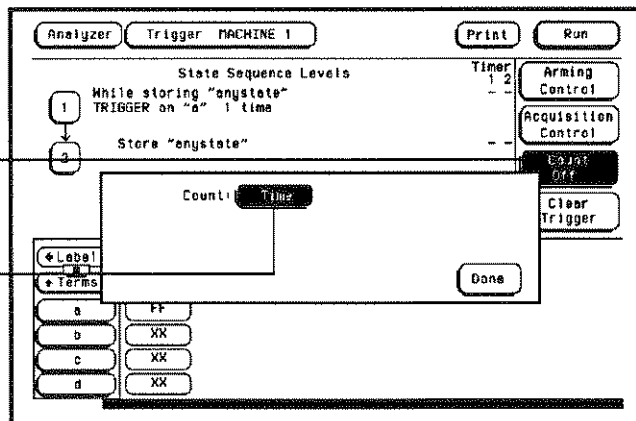 Analyzer Trigger MACHINE 1 Print Run
State Sequence Levels
Timer
1 2
Arming
Control
1
While storing "anystate"
TRIGGER on "a" 1 time
- -
Acquisition
Control
2
Store "anystate"
- -
Count
Off
Count: Time
Clear
Trigger
Label
Terms
Done
a FF
b XX
c XX
d XX